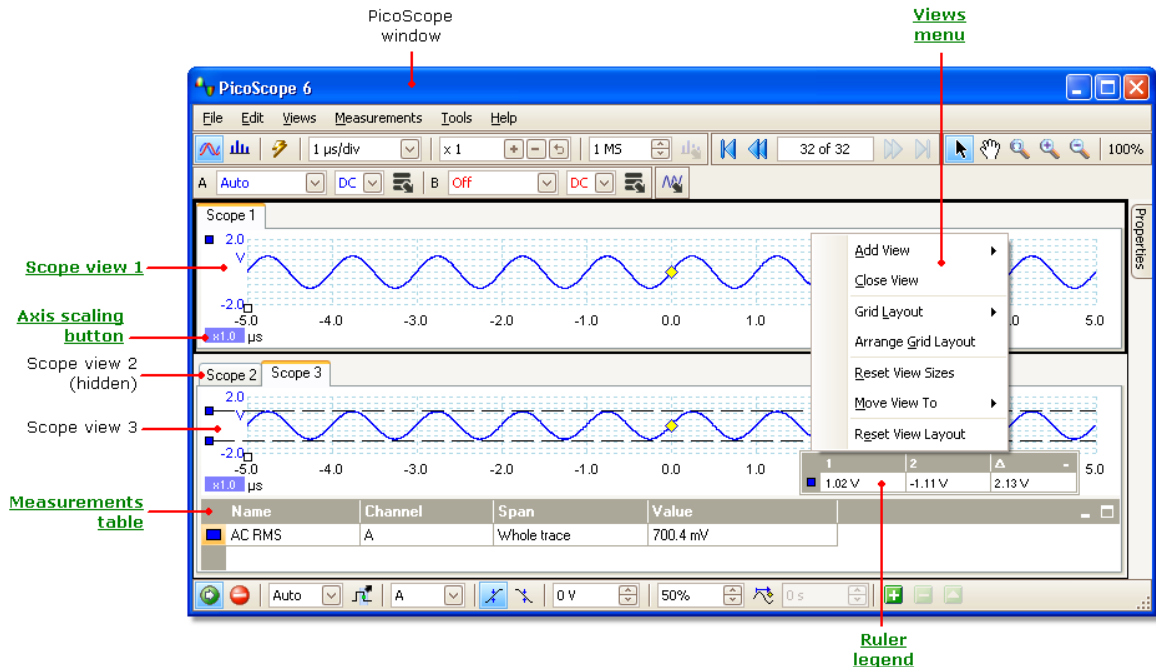 PicoScope
window
Views
menu
PicoScope 6
File Edit Views Measurements Tools Help
1 µs/div x 1 1 MS 32 of 32 100%
A Auto DC B Off DC
Scope 1
Properties
2.0
V
-2.0
-5.0 -4.0 -3.0 -2.0 -1.0 0.0 1.0 .0 5.0
x1.0 µs
Add View
Close View
Grid Layout
Arrange Grid Layout
Reset View Sizes
Move View To
Reset View Layout
Scope view 1
Axis scaling
button
Scope view 2
(hidden)
Scope view 3
Measurements
table
Scope 2 Scope 3
2.0
V
-2.0
-5.0 -4.0 -3.0 -2.0 -1.0 0.0 1.0 5.0
x1.0 µs
1 2 Δ
1.02 V -1.11 V 2.13 V
Name Channel Span Value
AC RMS A Whole trace 700.4 mV
Auto A 0 V 50% 0 s
Ruler
legend